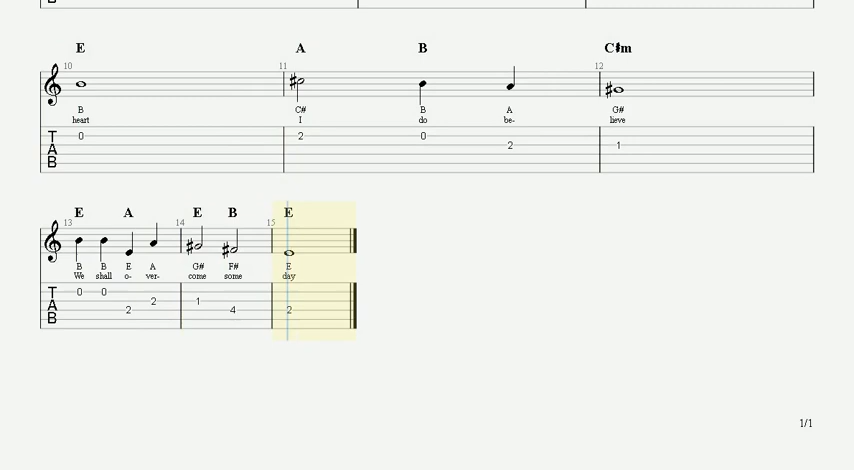 B
E A B C#m
10 11 12
B C# B A G#
heart I do be- lieve
T 0 2 0
A 2 1
B
E A E B E
13 14 15
B B E A G# F# E
We shall o- ver- come some day
T 0 0
A 2 1
B 2 4 2
1/1